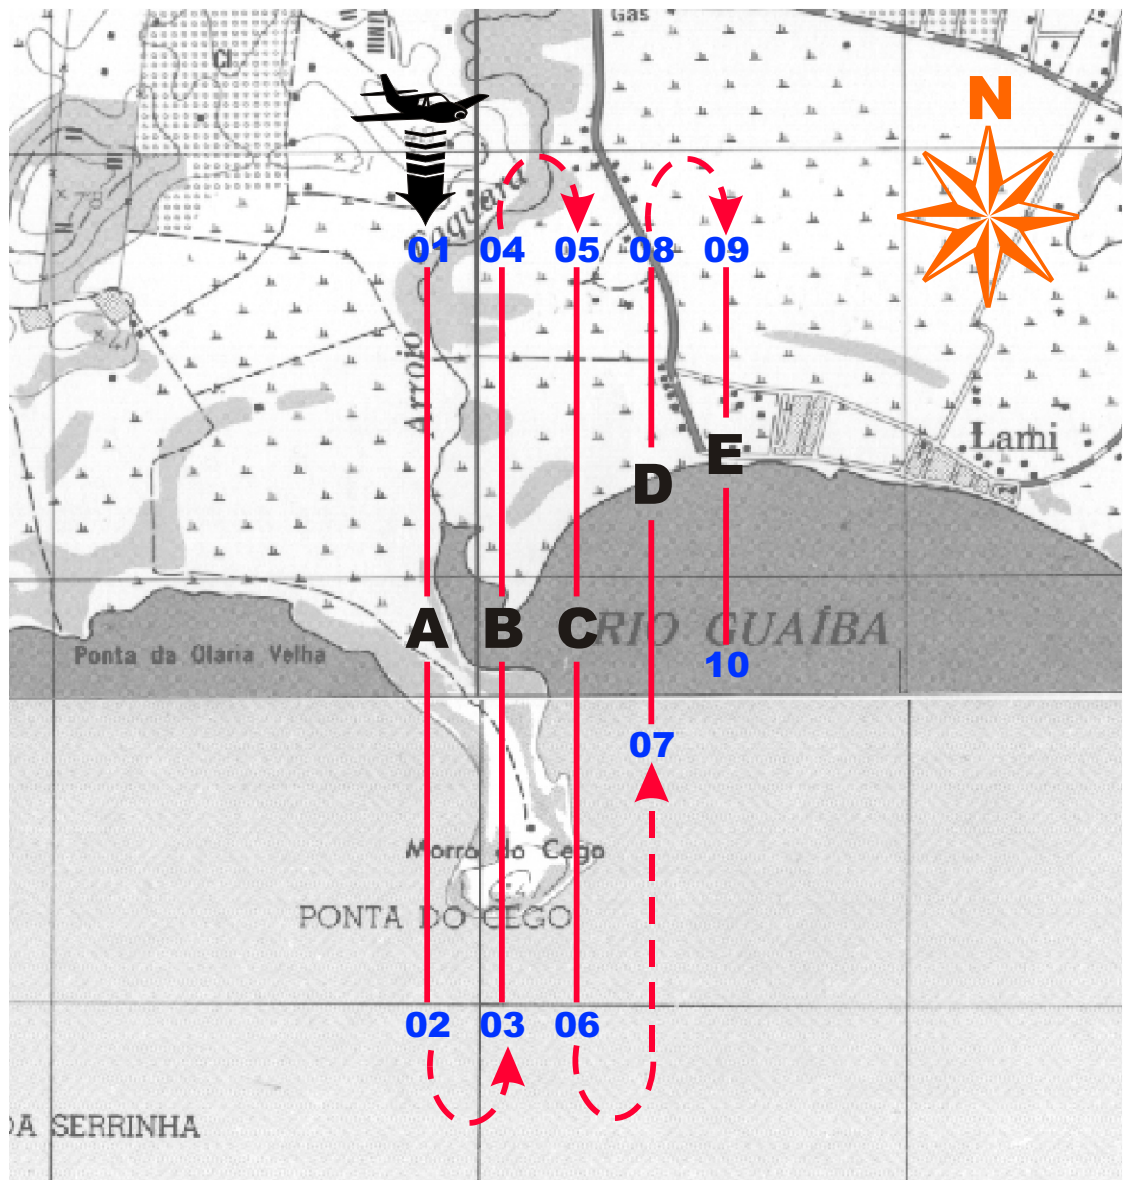 Gas
N
01 04 05 08 09
Arroio
Lami
E
D
A B C
RIO GUAÍBA
Ponta da Olaria Velha
10
07
Morro do Cego
PONTA DO CEGO
02 03 06
DA SERRINHA